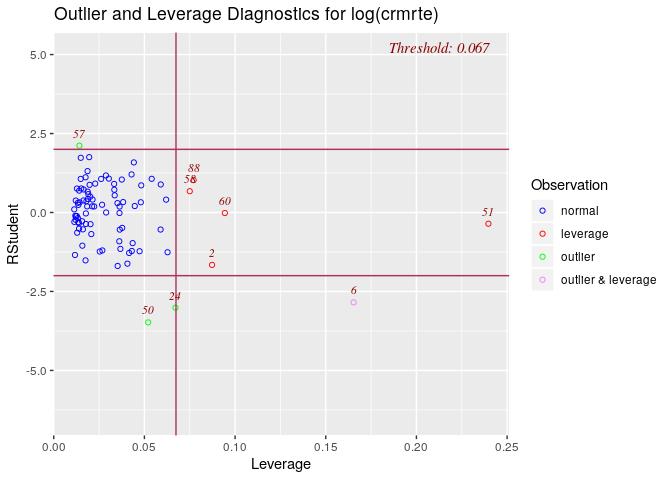 Outlier and Leverage Diagnostics for log(crmrte)
Threshold: 0.067
5.0
2.5
0.0
-2.5
-5.0
RStudent
57
88
58
60
51
2
24
6
50
0.00
0.05
0.10
0.15
0.20
0.25
Leverage
Observation
normal
leverage
outlier
outlier & leverage